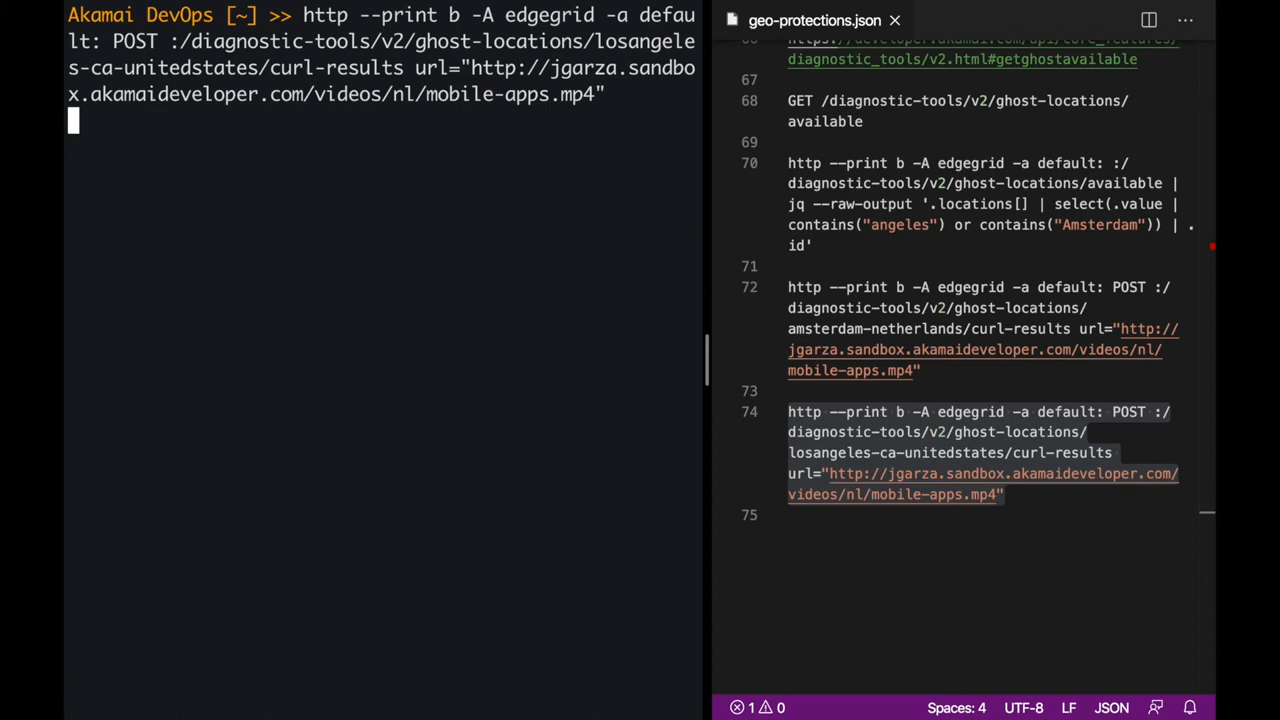 Akamai DevOps [~] >> http --print b -A edgegrid -a defau
lt: POST :/diagnostic-tools/v2/ghost-locations/losangele
s-ca-unitedstates/curl-results url="http://jgarza.sandbo
x.akamaideveloper.com/videos/nl/mobile-apps.mp4"
geo-protections.json
diagnostic_tools/v2.html#getghostavailable
67
68 GET /diagnostic-tools/v2/ghost-locations/
available
69
70 http --print b -A edgegrid -a default: :/
diagnostic-tools/v2/ghost-locations/available |
jq --raw-output '.locations[] | select(.value |
contains("angeles") or contains("Amsterdam")) | .
id'
71
72 http --print b -A edgegrid -a default: POST :/
diagnostic-tools/v2/ghost-locations/
amsterdam-netherlands/curl-results url="http://
jgarza.sandbox.akamaideveloper.com/videos/nl/
mobile-apps.mp4"
73
74 http --print b -A edgegrid -a default: POST :/
diagnostic-tools/v2/ghost-locations/
losangeles-ca-unitedstates/curl-results
url="http://jgarza.sandbox.akamaideveloper.com/
videos/nl/mobile-apps.mp4"
75
1 0 Spaces: 4 UTF-8 LF JSON